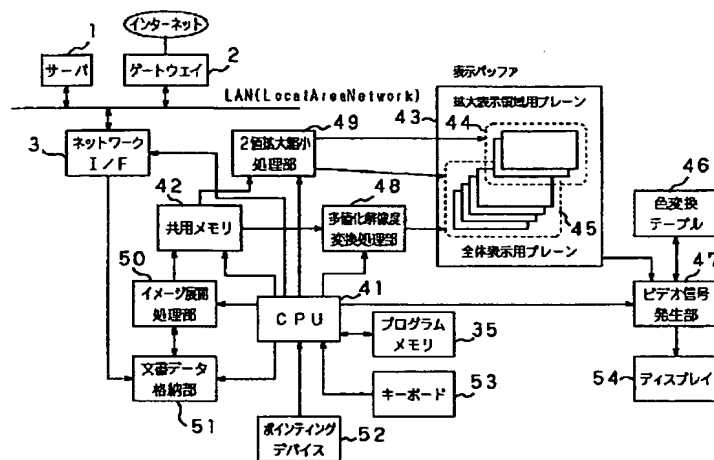 インターネット
1
サーバ
ゲートウェイ
2
LAN(LocalAreaNetwork)
表示バッファ
3
ネットワーク
I/F
49
2値拡大縮小
処理部
43
拡大表示領域用プレーン
44
42
共用メモリ
48
多値化解像度
変換処理部
45
全体表示用プレーン
46
色変換
テーブル
50
イメージ展開
処理部
41
CPU
47
ビデオ信号
発生部
プログラム
メモリ
35
文書データ
格納部
51
キーボード
53
54
ディスプレイ
ポインティング
デバイス
52